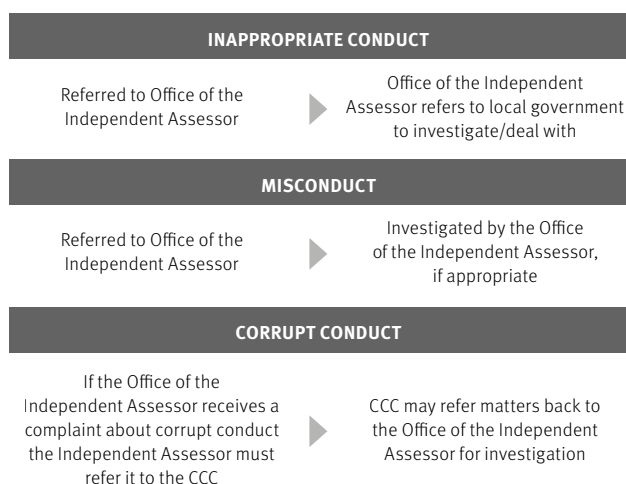 INAPPROPRIATE CONDUCT
Referred to Office of the
Independent Assessor
Office of the Independent
Assessor refers to local government
to investigate/deal with
MISCONDUCT
Referred to Office of the
Independent Assessor
Investigated by the Office
of the Independent Assessor,
if appropriate
CORRUPT CONDUCT
If the Office of the
Independent Assessor receives a
complaint about corrupt conduct
the Independent Assessor must
refer it to the CCC
CCC may refer matters back to
the Office of the Independent
Assessor for investigation